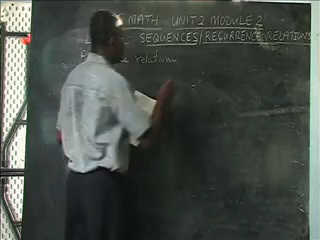 MATH UNIT 2 MODULE 2
SEQUENCES/RECURRENCE RELATIONS
relation